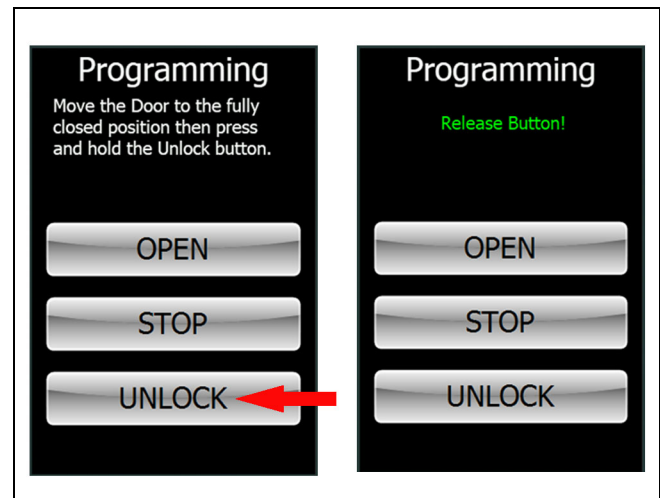 Programming
Move the Door to the fully
closed position then press
and hold the Unlock button.
OPEN
STOP
UNLOCK
Programming
Release Button!
OPEN
STOP
UNLOCK